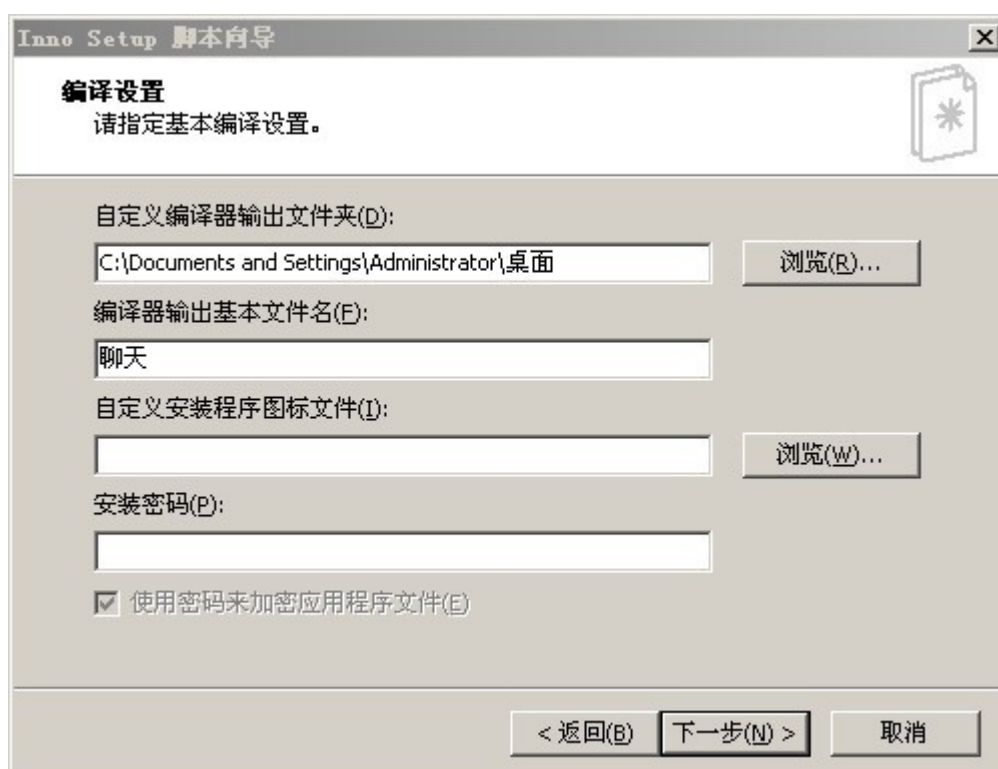 Inno Setup 脚本向导
编译设置
请指定基本编译设置。
自定义编译器输出文件夹(D):
C:\Documents and Settings\Administrator\桌面
浏览(R)...
编译器输出基本文件名(F):
聊天
自定义安装程序图标文件(I):
浏览(W)...
安装密码(P):
使用密码来加密应用程序文件(E)
< 返回(B)
下一步(N) >
取消